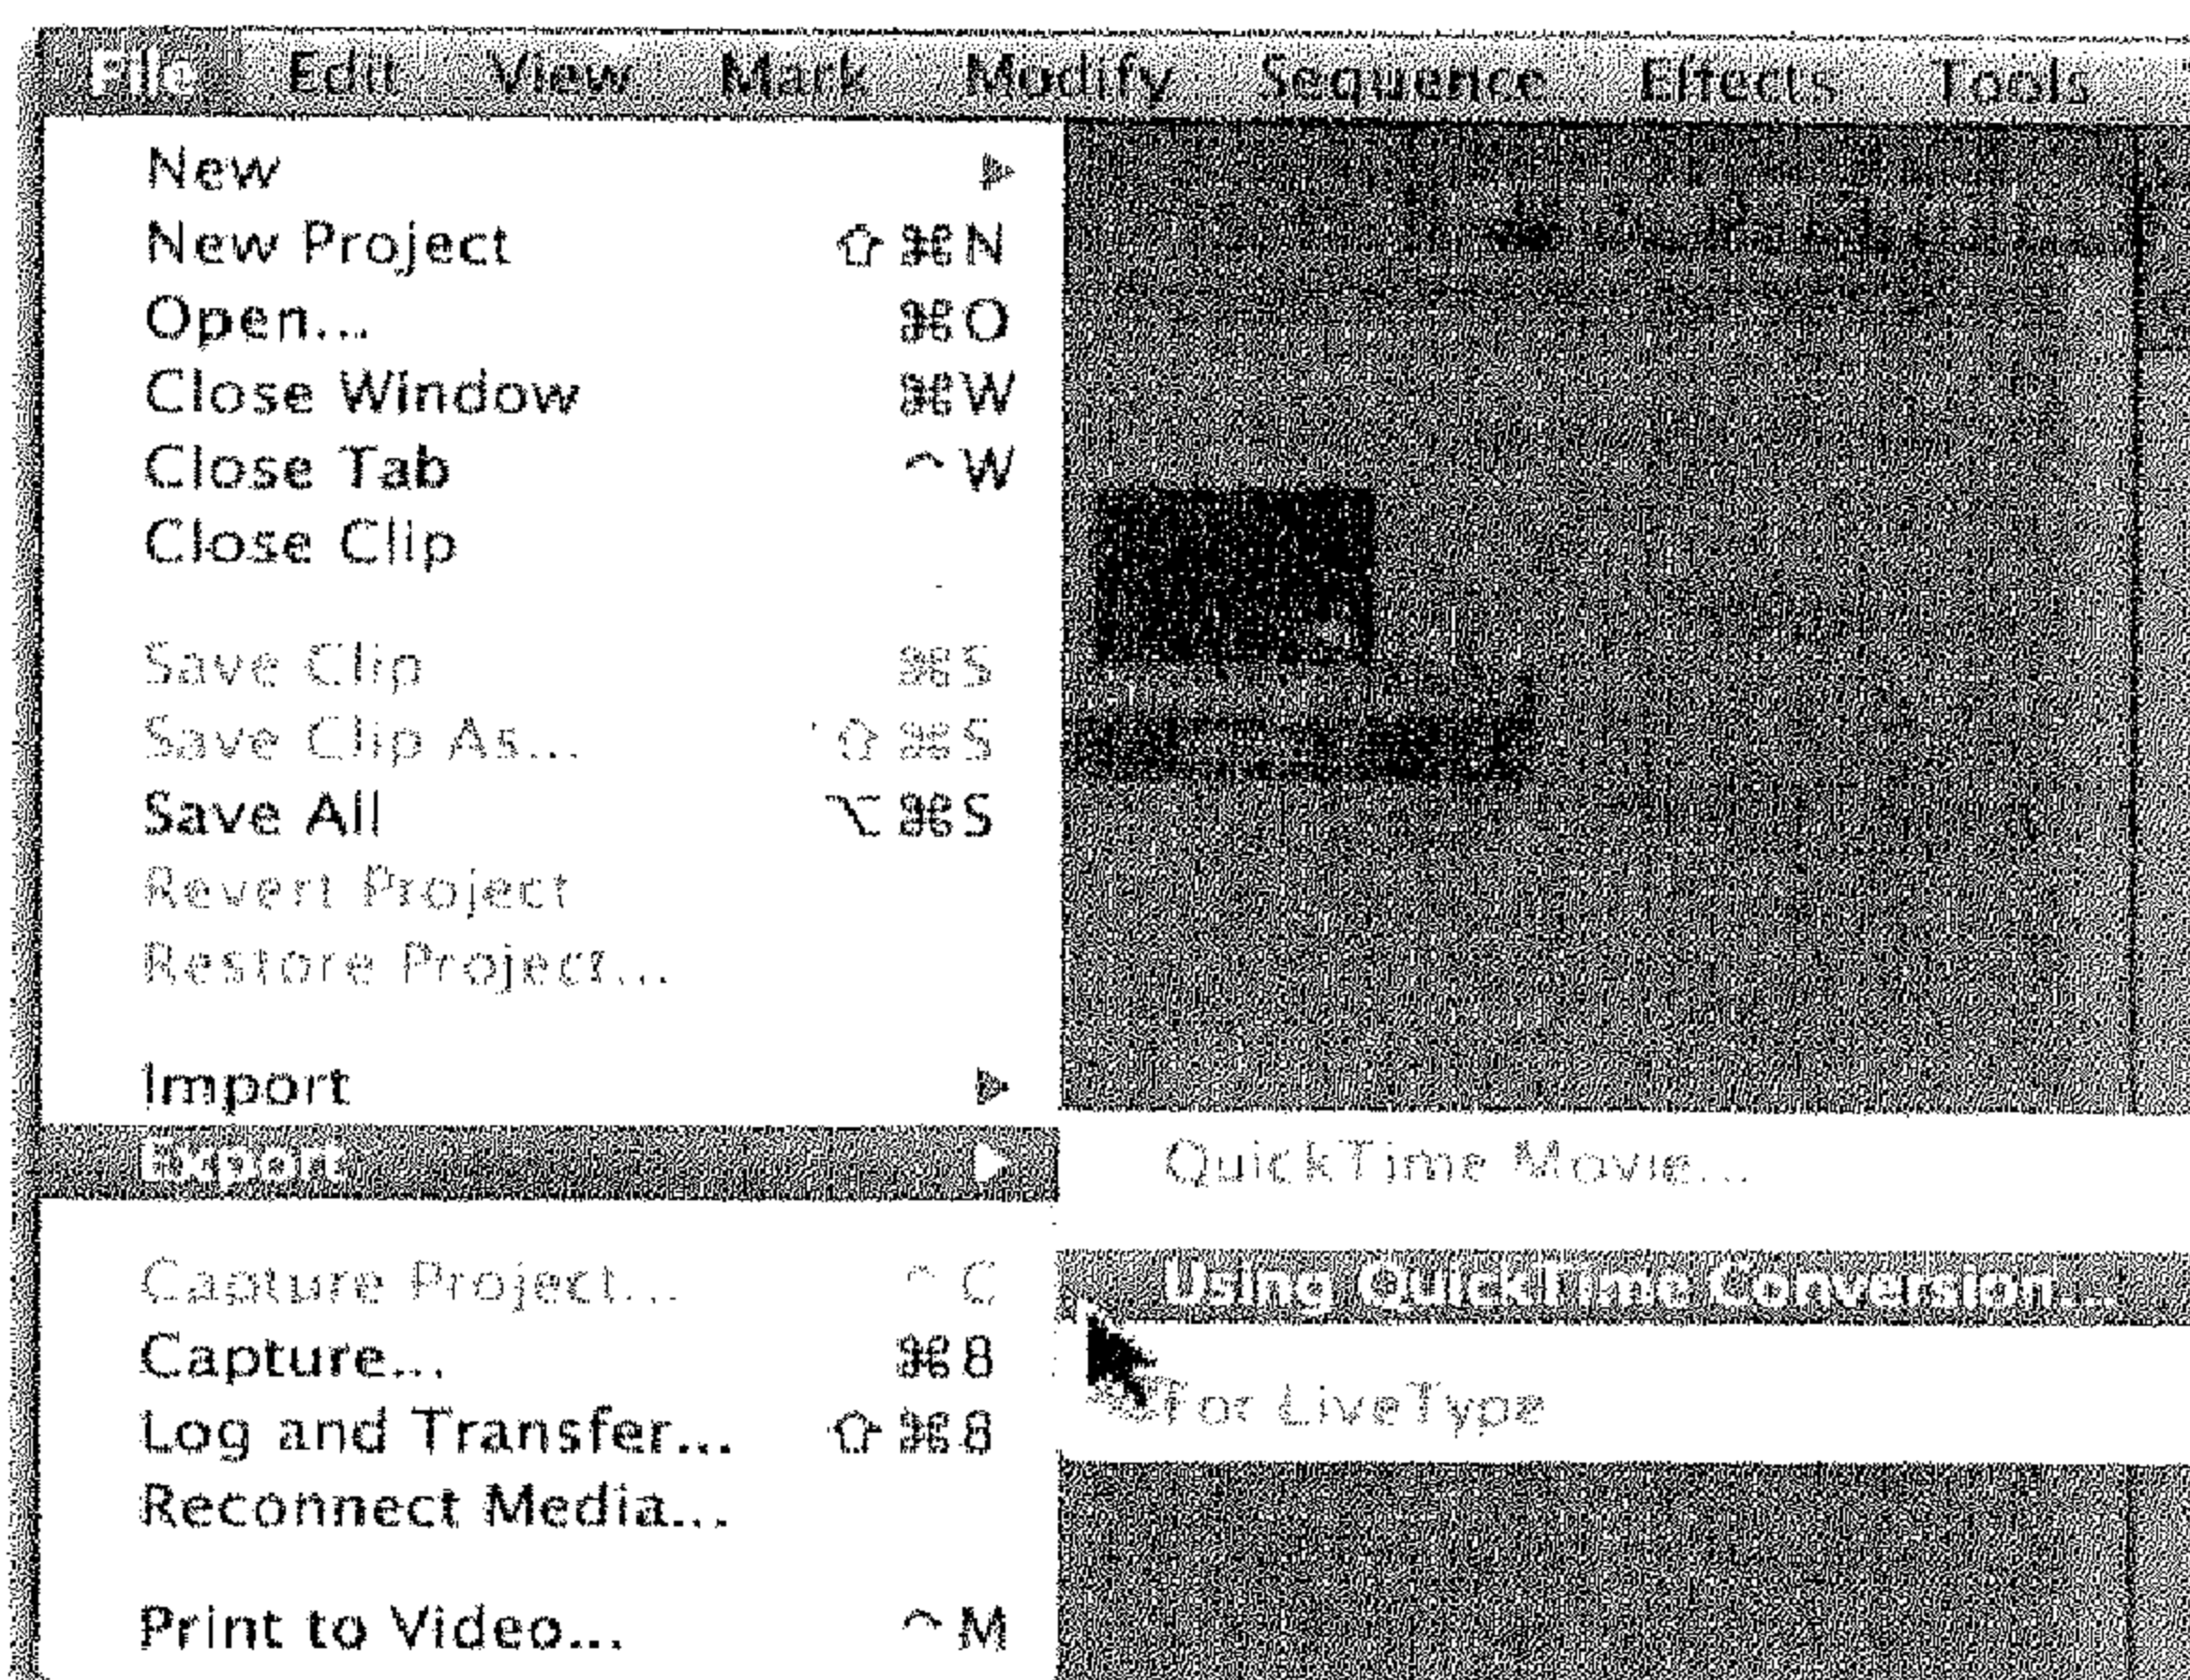 File Edit View Mark Modify Sequence Effects Tools
New
New Project ⇧⌘N
Open... ⌘O
Close Window ⌘W
Close Tab ^W
Close Clip
Save Clip ⌘S
Save Clip As... ⇧⌘S
Save All ⌥⌘S
Revert Project
Restore Project...
Import
Export
QuickTime Movie...
Capture Project... ^C
Using QuickTime Conversion...
Capture... ⌘8
For LiveType
Log and Transfer... ⇧⌘8
Reconnect Media...
Print to Video... ^M